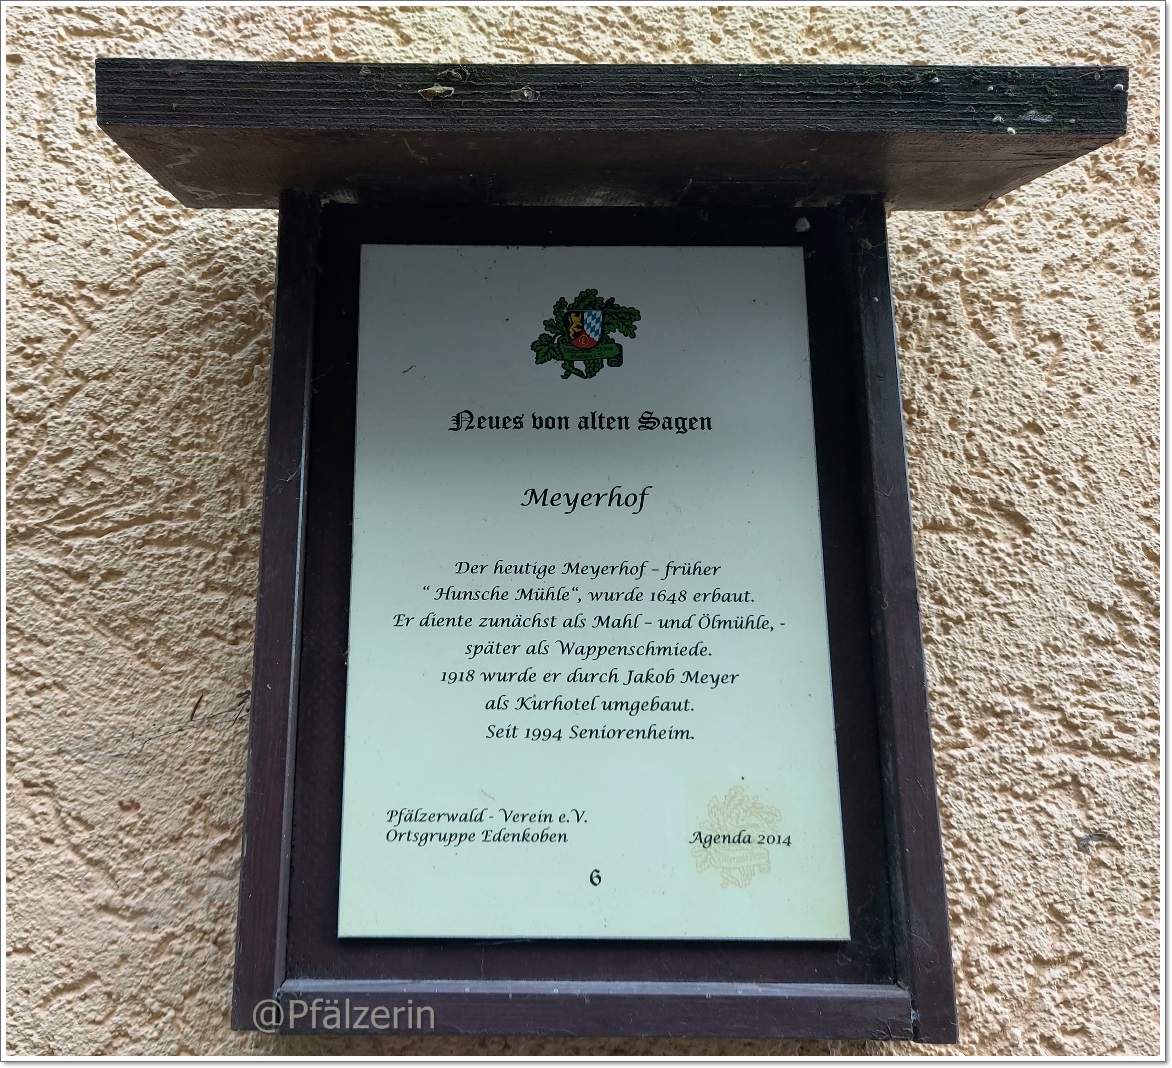 Neues von alten Sagen
Meyerhof
Der heutige Meyerhof – früher
“ Hunsche Mühle“, wurde 1648 erbaut.
Er diente zunächst als Mahl – und Ölmühle, -
später als Wappenschmiede.
1918 wurde er durch Jakob Meyer
als Kurhotel umgebaut.
Seit 1994 Seniorenheim.
Pfälzerwald - Verein e.V.
Ortsgruppe Edenkoben
Agenda 2014
6
@Pfälzerin